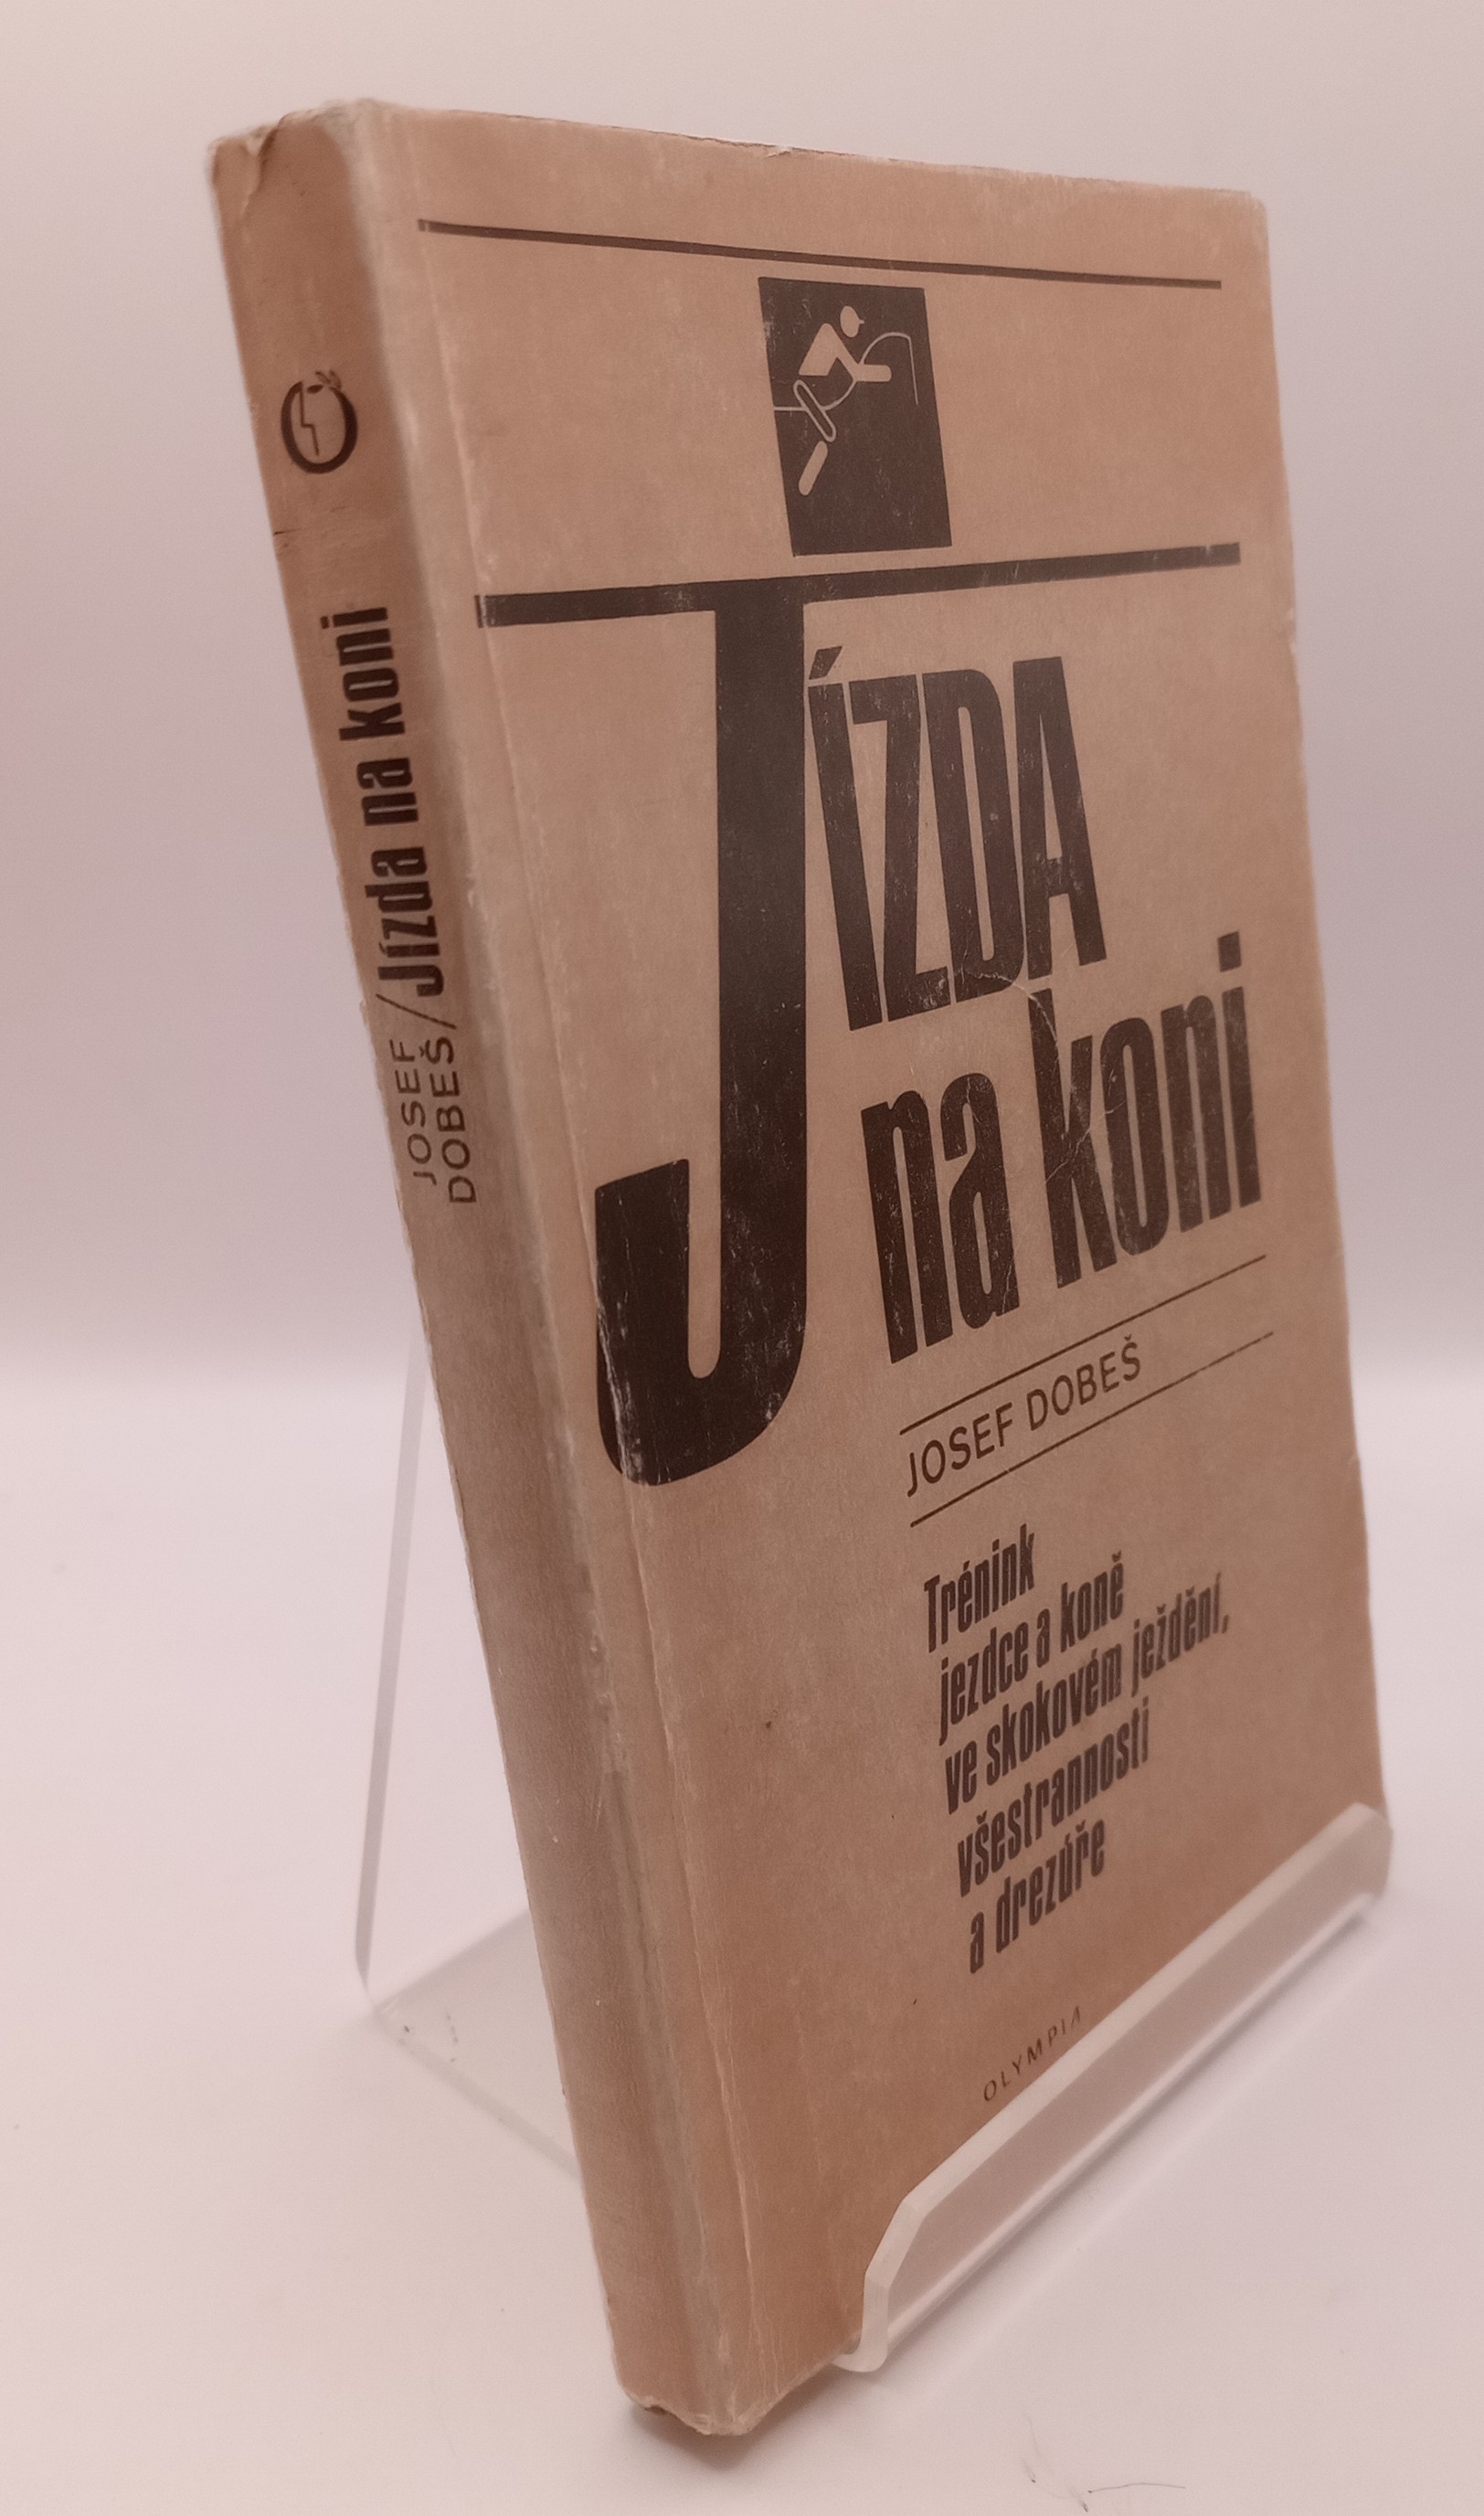 JOSEF
DOBEŠ/Jízda na koni
JÍZDA
na koni
JOSEF DOBEŠ
Trénink
jezdce a koně
ve skokovém ježdění,
všestrannosti
a drezúře
OLYMPIA